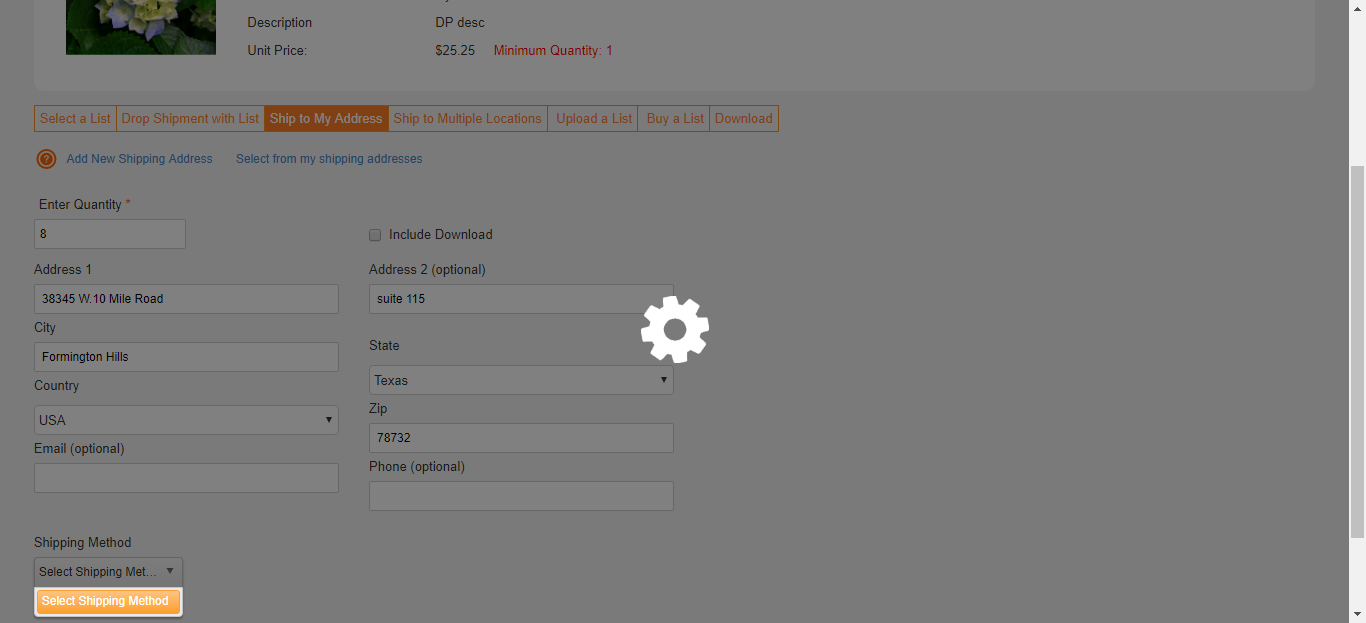 Description DP desc
Unit Price: $25.25 Minimum Quantity: 1
Select a List Drop Shipment with List Ship to My Address Ship to Multiple Locations Upload a List Buy a List Download
? Add New Shipping Address Select from my shipping addresses
Enter Quantity *
8
Include Download
Address 1
Address 2 (optional)
38345 W.10 Mile Road
suite 115
City
Formington Hills
State
Texas
Country
USA
Zip
78732
Email (optional)
Phone (optional)
Shipping Method
Select Shipping Met...
Select Shipping Method